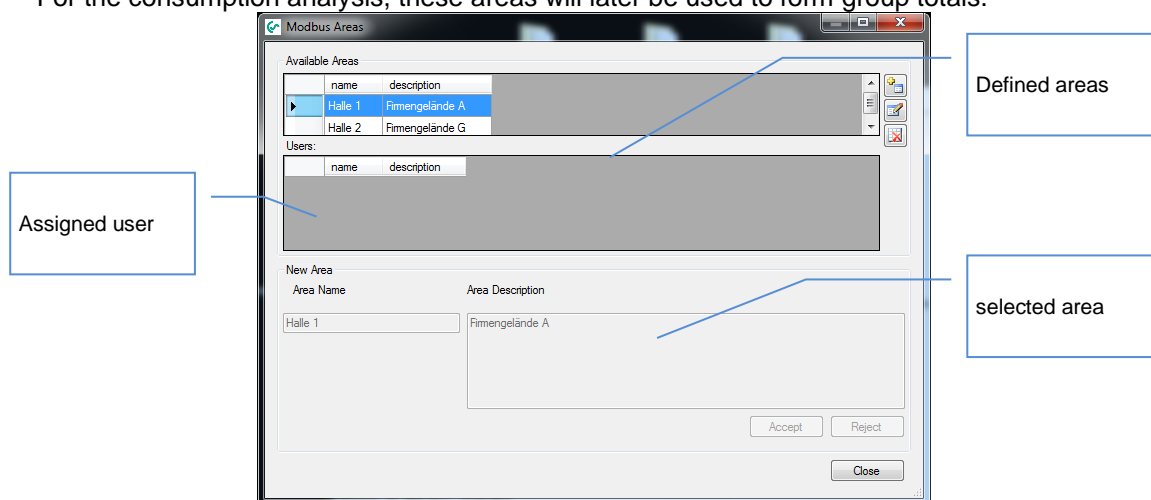 For the consumption analysis, these areas will later be used to form group totals.
Modbus Areas
Available Areas
name description
Halle 1 Firmengelände A
Halle 2 Firmengelände G
Users:
name description
New Area
Area Name Area Description
Halle 1 Firmengelände A
Accept Reject
Close
Defined areas
Assigned user
selected area